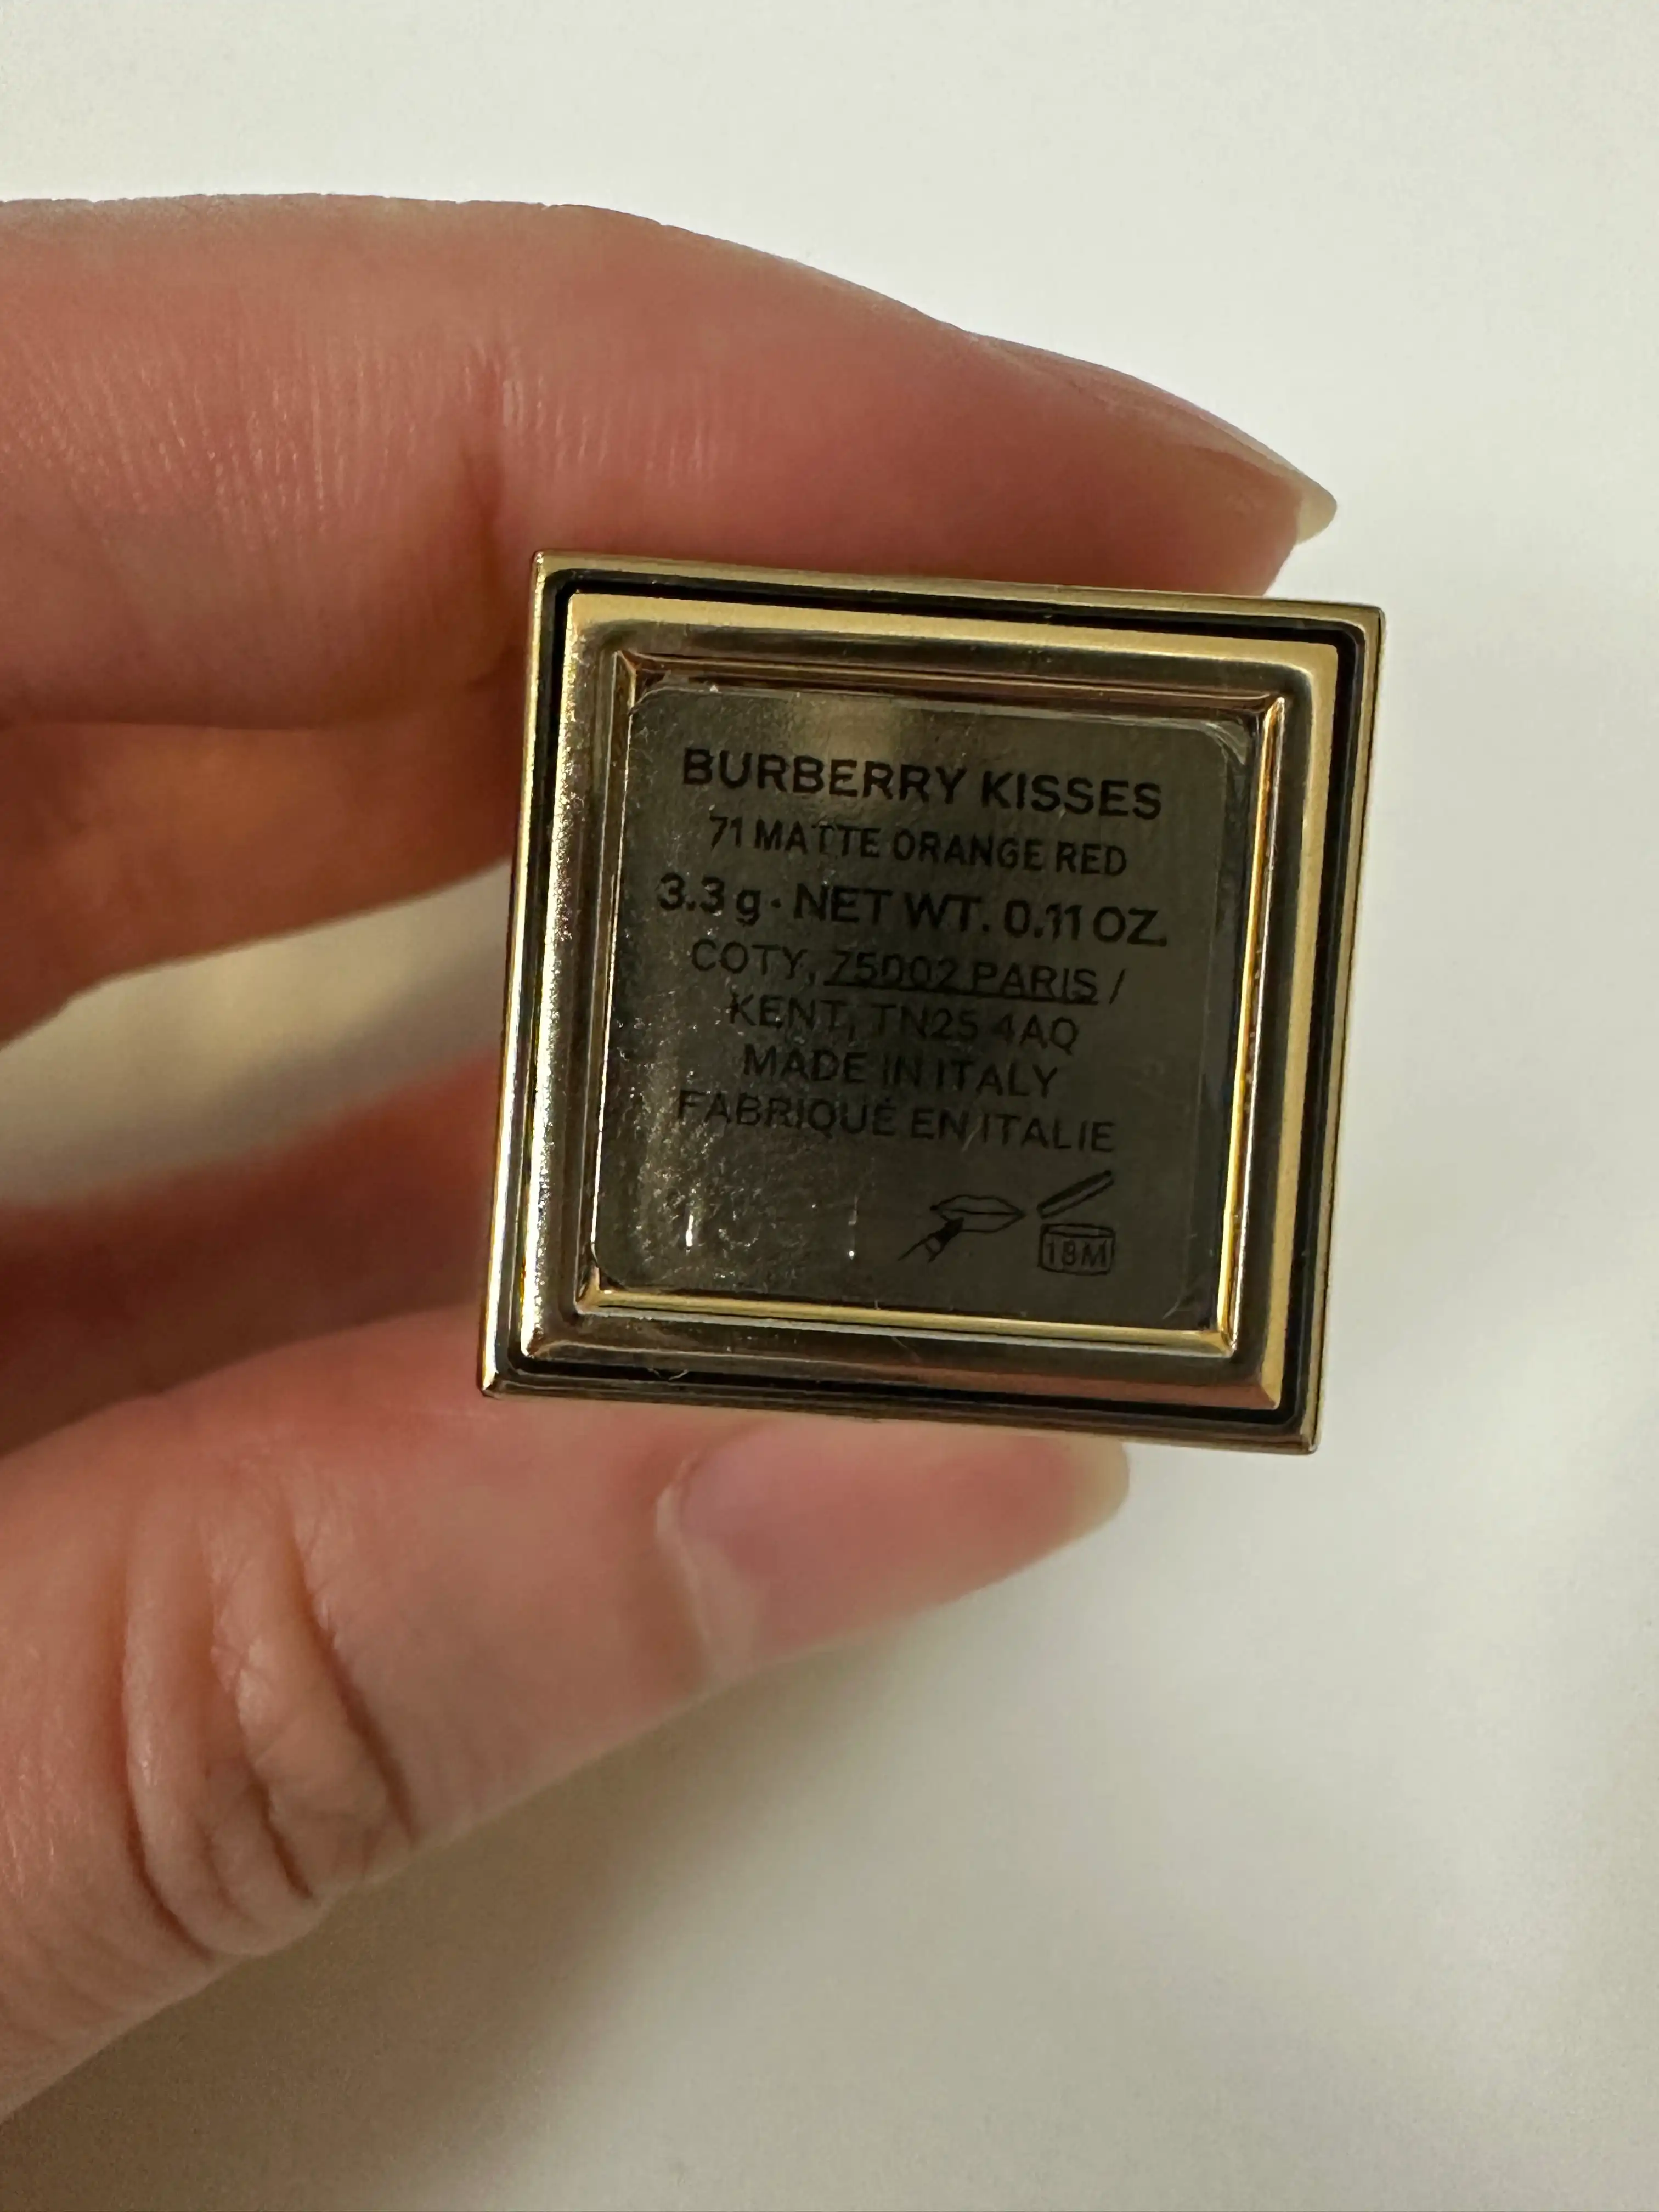 BURBERRY KISSES
71 MATTE ORANGE RED
3.3 g · NET WT. 0.11 OZ.
COTY, 75002 PARIS /
KENT, TN25 4AQ
MADE IN ITALY
FABRIQUÉ EN ITALIE
18M